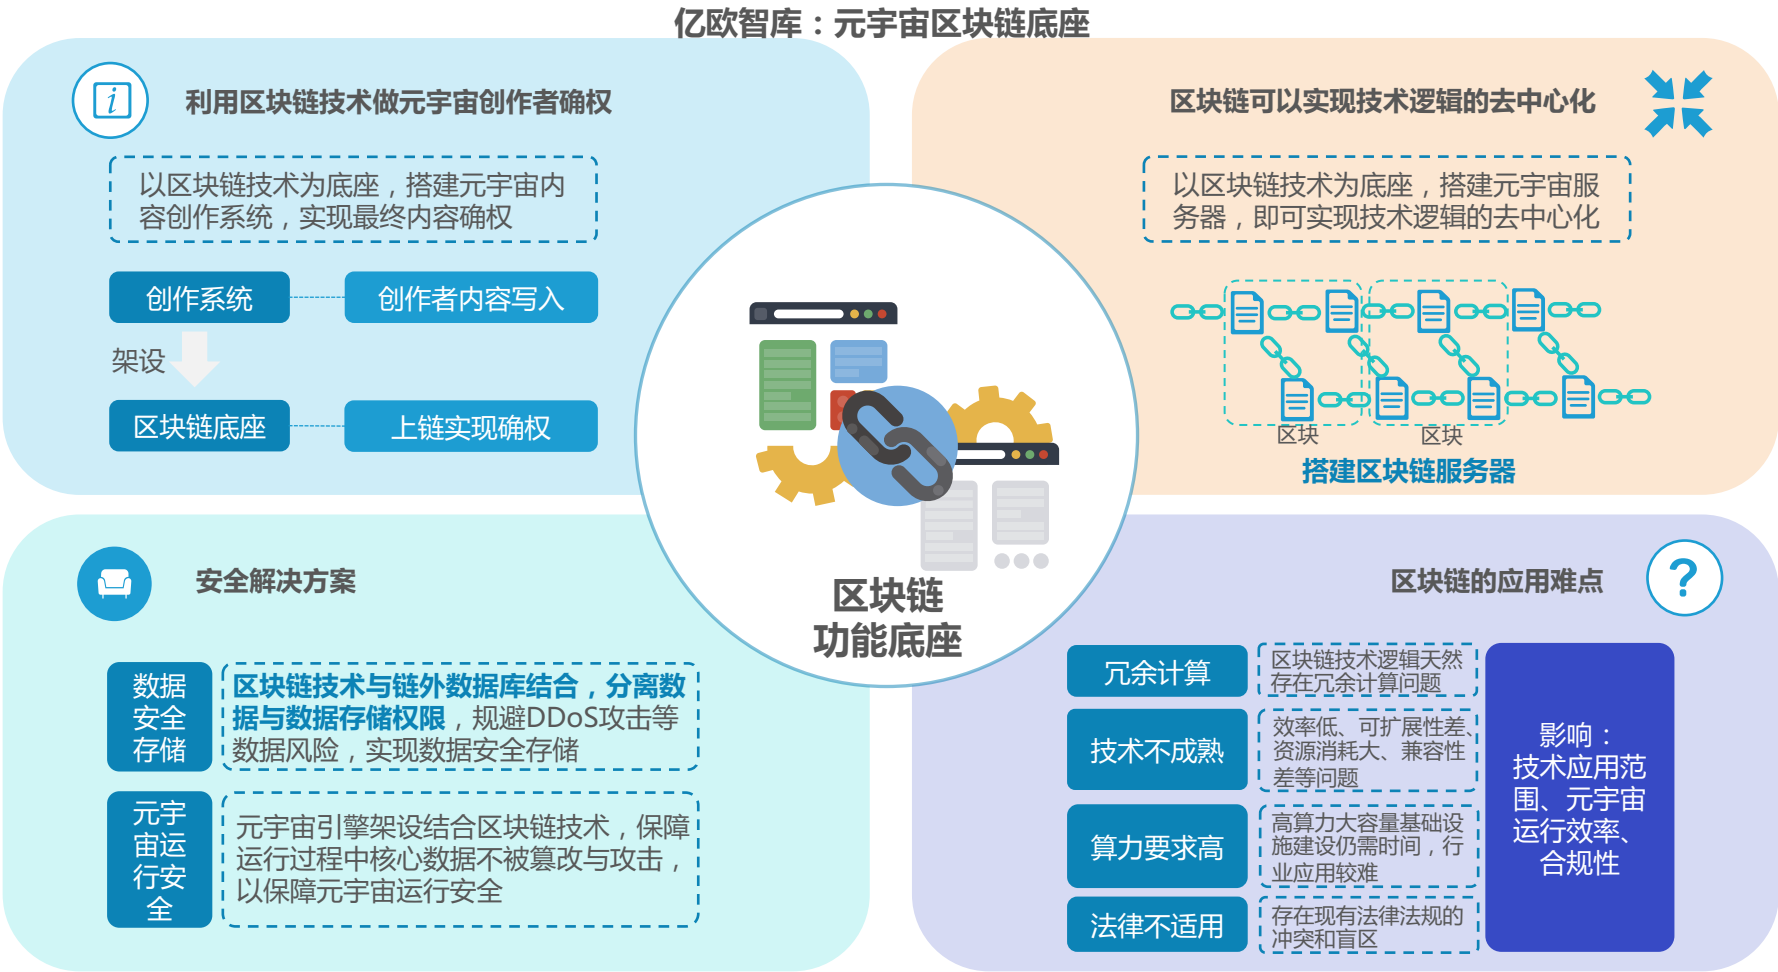 亿欧智库：元宇宙区块链底座
利用区块链技术做元宇宙创作者确权
以区块链技术为底座，搭建元宇宙内
容创作系统，实现最终内容确权
创作系统
创作者内容写入
架设
区块链底座
上链实现确权
区块链可以实现技术逻辑的去中心化
以区块链技术为底座，搭建元宇宙服
务器，即可实现技术逻辑的去中心化
区块
区块
搭建区块链服务器
区块链
功能底座
安全解决方案
数据
安全
存储
区块链技术与链外数据库结合，分离数
据与数据存储权限，规避DDoS攻击等
数据风险，实现数据安全存储
元宇
宙运
行安
全
元宇宙引擎架设结合区块链技术，保障
运行过程中核心数据不被篡改与攻击，
以保障元宇宙运行安全
区块链的应用难点
?
冗余计算
区块链技术逻辑天然
存在冗余计算问题
技术不成熟
效率低、可扩展性差、
资源消耗大、兼容性
差等问题
算力要求高
高算力大容量基础设
施建设仍需时间，行
业应用较难
法律不适用
存在现有法律法规的
冲突和盲区
影响：
技术应用范
围、元宇宙
运行效率、
合规性